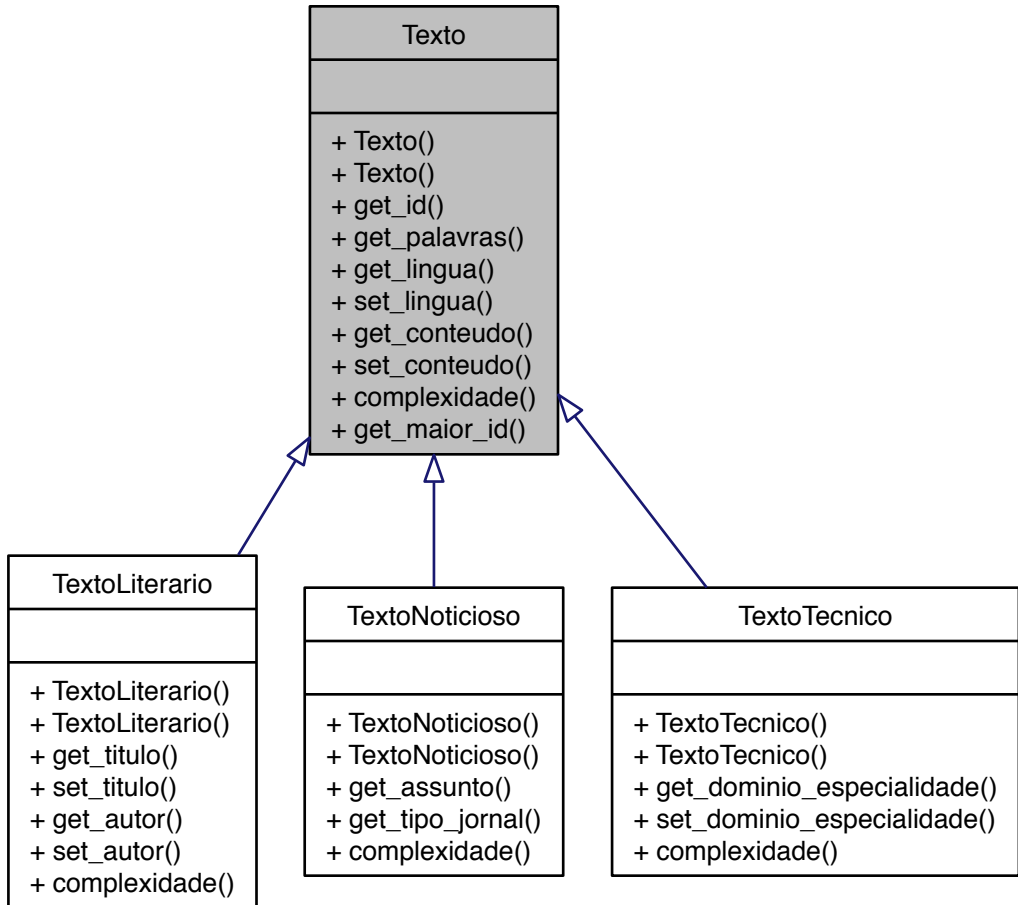 Texto
+ Texto()
+ Texto()
+ get_id()
+ get_palavras()
+ get_lingua()
+ set_lingua()
+ get_conteudo()
+ set_conteudo()
+ complexidade()
+ get_maior_id()
TextoLiterario
+ TextoLiterario()
+ TextoLiterario()
+ get_titulo()
+ set_titulo()
+ get_autor()
+ set_autor()
+ complexidade()
TextoNoticioso
+ TextoNoticioso()
+ TextoNoticioso()
+ get_assunto()
+ get_tipo_jornal()
+ complexidade()
TextoTecnico
+ TextoTecnico()
+ TextoTecnico()
+ get_dominio_especialidade()
+ set_dominio_especialidade()
+ complexidade()